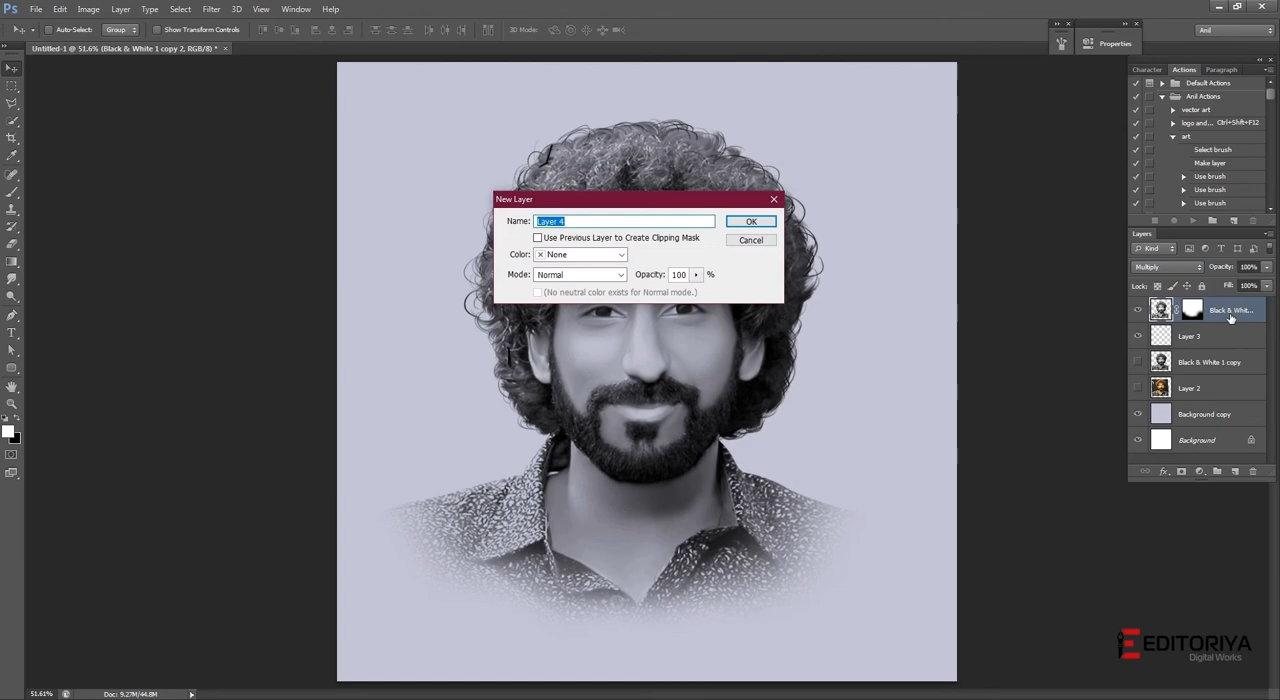 Ps File Edit Image Layer Type Select Filter 3D View Window Help
Auto-Select: Group Show Transform Controls 3D Mode: Anil
Untitled-1 @ 51.6% (Black & White 1 copy 2, RGB/8) * ×
Properties
Character Actions Paragraph
Default Actions
Anil Actions
vector art
logo and... Ctrl+Shft+F12
art
Select brush
Make layer
Use brush
Use brush
Use brush
New Layer
Name: Layer 4 OK
Use Previous Layer to Create Clipping Mask
Cancel
Color: None
Mode: Normal Opacity: 100 %
(No neutral color exists for Normal mode.)
Layers
Kind
Multiply Opacity: 100%
Lock: Fill: 100%
Black & Whit...
Layer 3
Black & White 1 copy
Layer 2
Background copy
Background
fx
EDITORIYA
Digital Works
51.61% Doc: 9.27M/44.8M